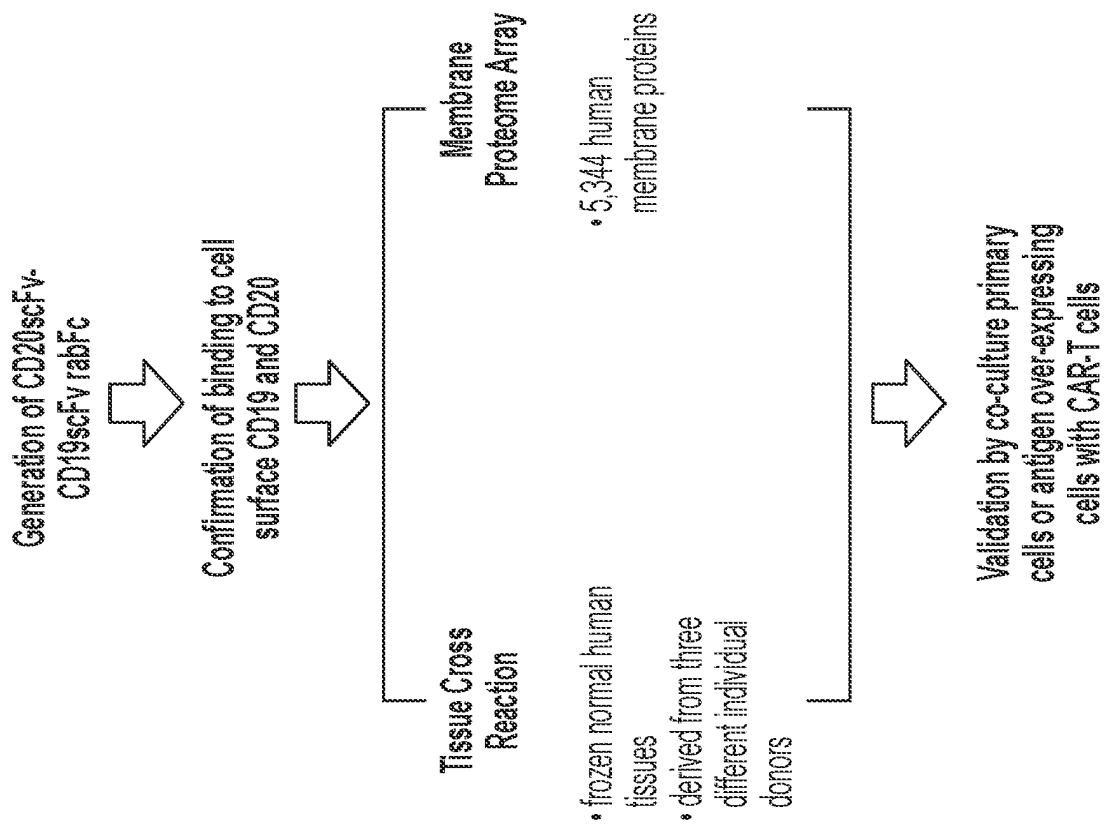 Generation of CD20scFv-
CD19scFv rabFc
Confirmation of binding to cell
surface CD19 and CD20
Tissue Cross
Reaction
• frozen normal human
tissues
• derived from three
different individual
donors
Membrane
Proteome Array
• 5,344 human
membrane proteins
Validation by co-culture primary
cells or antigen over-expressing
cells with CAR-T cells